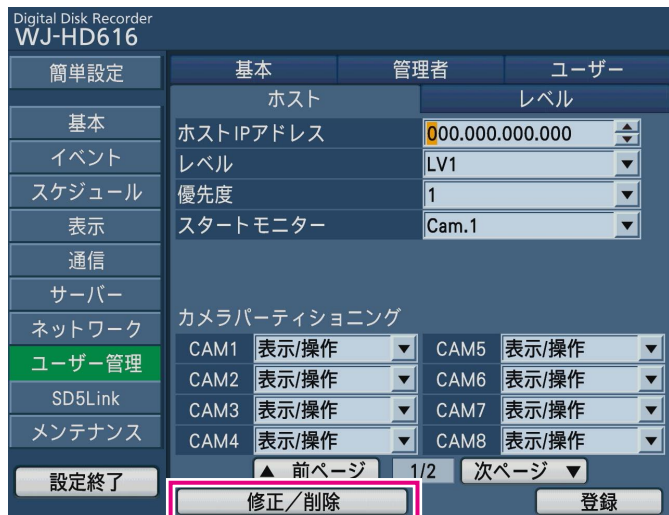 Digital Disk Recorder
WJ-HD616
簡単設定
基本
イベント
スケジュール
表示
通信
サーバー
ネットワーク
ユーザー管理
SD5Link
メンテナンス
設定終了
基本 管理者 ユーザー
ホスト レベル
ホストIPアドレス 000.000.000.000
レベル LV1
優先度 1
スタートモニター Cam.1
カメラパーティショニング
CAM1 表示/操作 CAM5 表示/操作
CAM2 表示/操作 CAM6 表示/操作
CAM3 表示/操作 CAM7 表示/操作
CAM4 表示/操作 CAM8 表示/操作
▲ 前ページ 1/2 次ページ ▼
修正／削除 登録